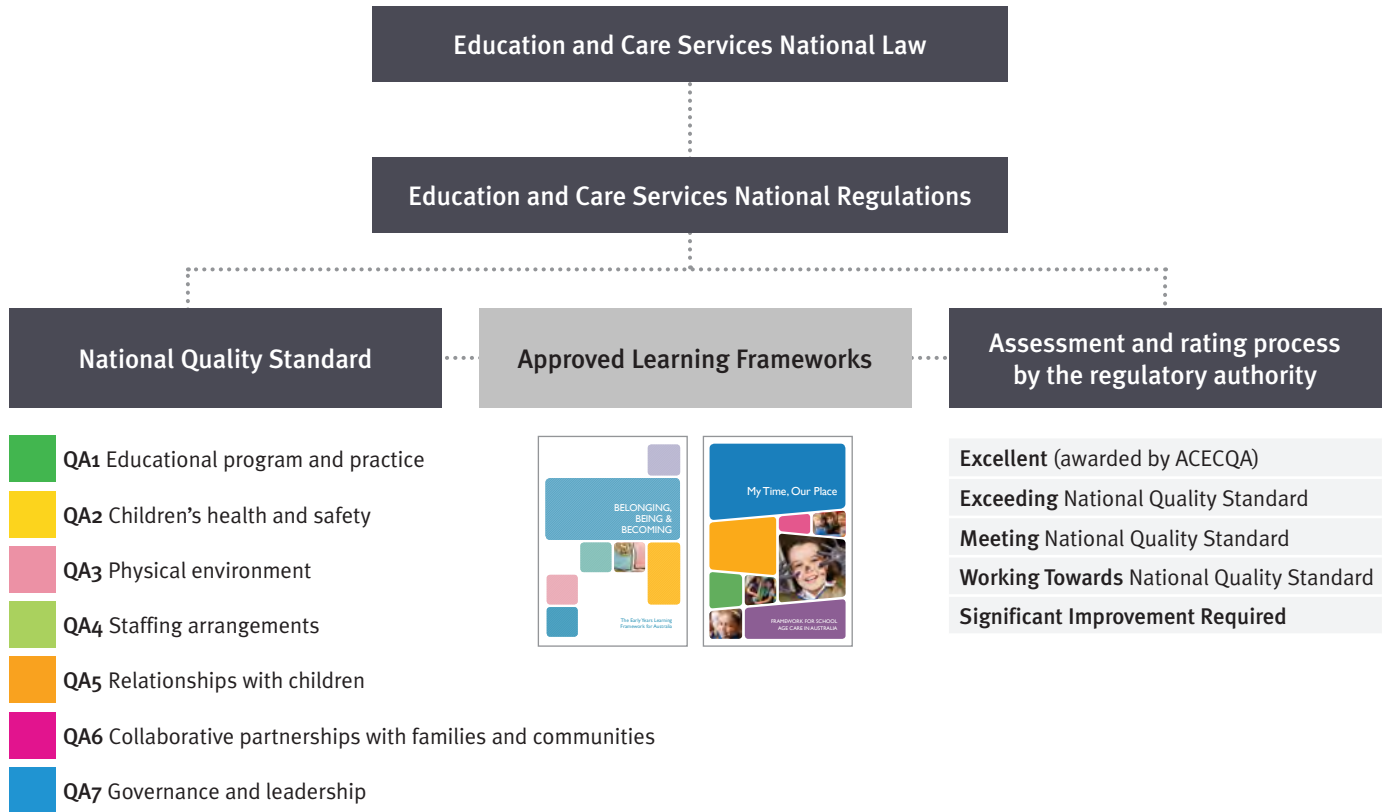 Education and Care Services National Law
Education and Care Services National Regulations
National Quality Standard
Approved Learning Frameworks
Assessment and rating process
by the regulatory authority
QA1 Educational program and practice
QA2 Children’s health and safety
QA3 Physical environment
QA4 Staffing arrangements
QA5 Relationships with children
QA6 Collaborative partnerships with families and communities
QA7 Governance and leadership
BELONGING,
BEING &
BECOMING
The Early Years Learning
Framework for Australia
My Time, Our Place
FRAMEWORK FOR SCHOOL
AGE CARE IN AUSTRALIA
Excellent (awarded by ACECQA)
Exceeding National Quality Standard
Meeting National Quality Standard
Working Towards National Quality Standard
Significant Improvement Required